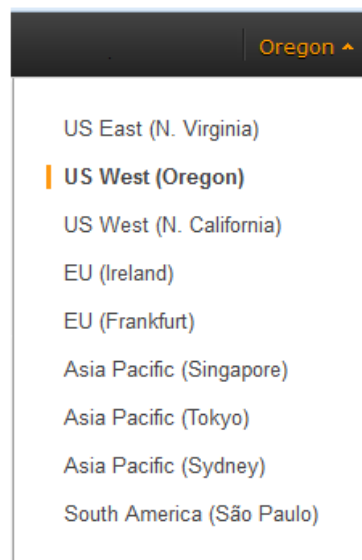 Oregon
US East (N. Virginia)
US West (Oregon)
US West (N. California)
EU (Ireland)
EU (Frankfurt)
Asia Pacific (Singapore)
Asia Pacific (Tokyo)
Asia Pacific (Sydney)
South America (São Paulo)